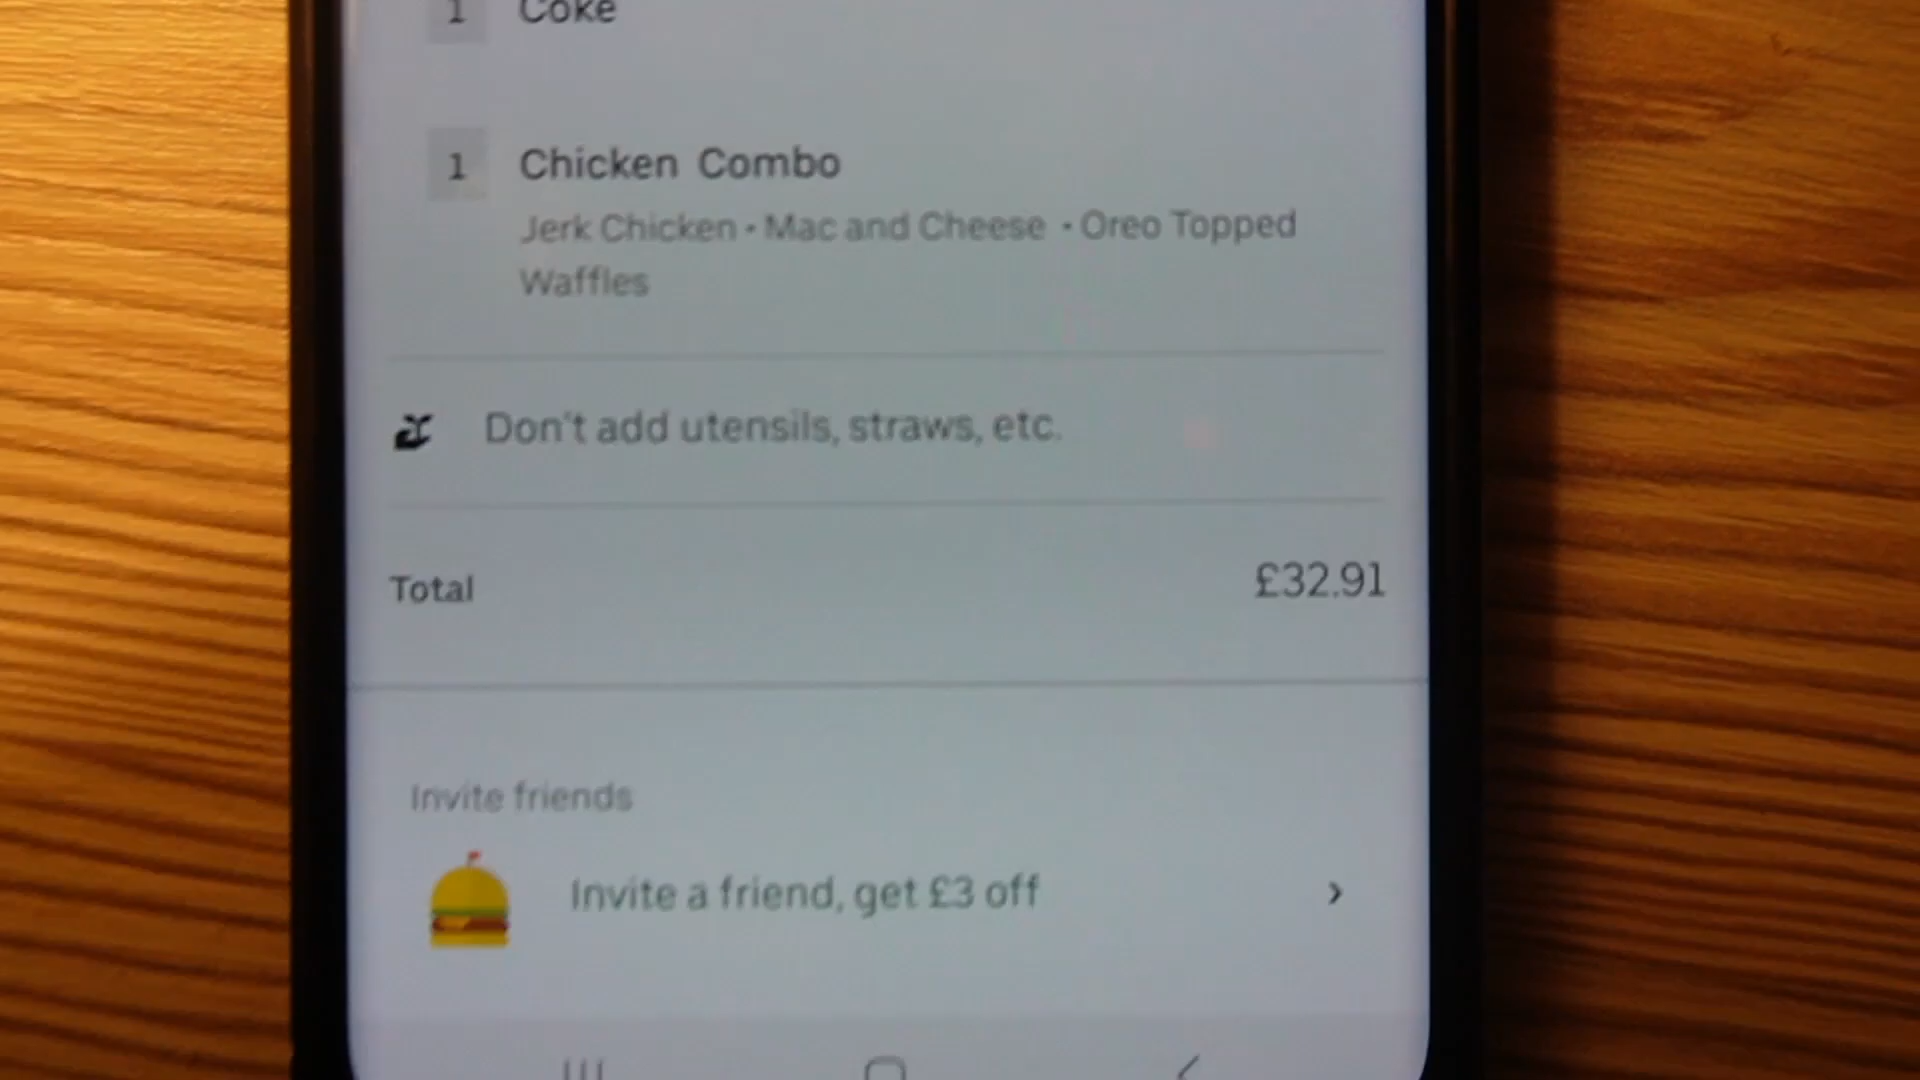 1 Coke
1 Chicken Combo
Jerk Chicken • Mac and Cheese • Oreo Topped
Waffles
Don't add utensils, straws, etc.
Total £32.91
Invite friends
Invite a friend, get £3 off